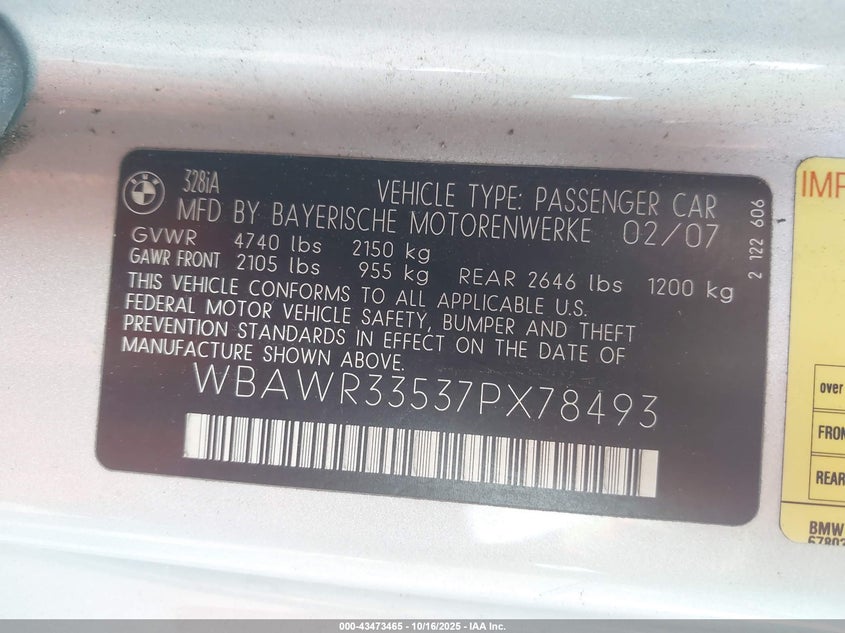 BMW
328iA
VEHICLE TYPE: PASSENGER CAR
MFD BY BAYERISCHE MOTORENWERKE 02/07
GVWR 4740 lbs 2150 kg
GAWR FRONT 2105 lbs 955 kg REAR 2646 lbs 1200 kg
THIS VEHICLE CONFORMS TO ALL APPLICABLE U.S.
FEDERAL MOTOR VEHICLE SAFETY, BUMPER AND THEFT
PREVENTION STANDARDS IN EFFECT ON THE DATE OF
MANUFACTURE SHOWN ABOVE.
WBAWR33537PX78493
2 122 606
over
REAR
BMW
000-43473465 - 10/16/2025 - IAA Inc.